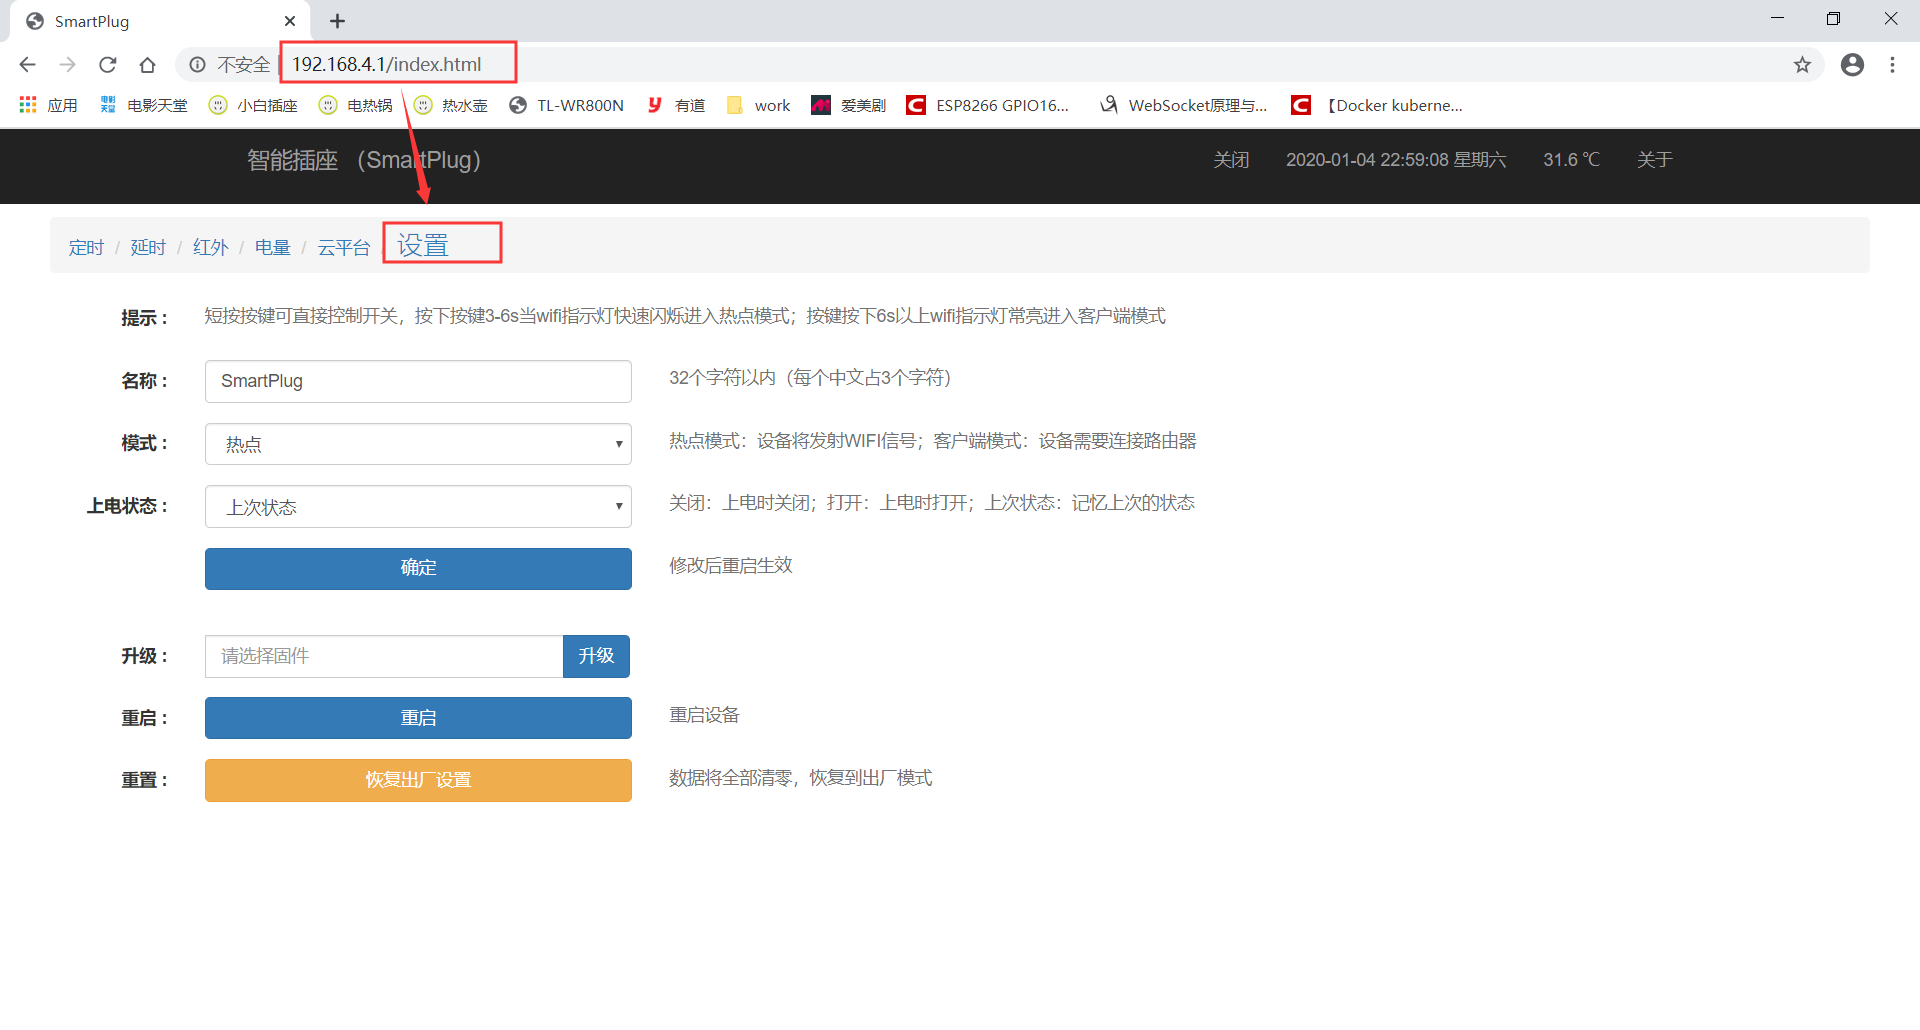 SmartPlug
不安全 | 192.168.4.1/index.html
应用 电影天堂 电影天堂 小白插座 电热锅 热水壶 TL-WR800N y 有道 work M 爱美剧 C ESP8266 GPIO16... WebSocket原理与... C 【Docker kuberne...
智能插座 （SmartPlug） 关闭 2020-01-04 22:59:08 星期六 31.6 ℃ 关于
定时 / 延时 / 红外 / 电量 / 云平台 设置
提示： 短按按键可直接控制开关，按下按键3-6s当wifi指示灯快速闪烁进入热点模式；按键按下6s以上wifi指示灯常亮进入客户端模式
名称： SmartPlug 32个字符以内（每个中文占3个字符）
模式： 热点 热点模式：设备将发射WIFI信号；客户端模式：设备需要连接路由器
上电状态： 上次状态 关闭：上电时关闭；打开：上电时打开；上次状态：记忆上次的状态
确定 修改后重启生效
升级： 请选择固件 升级
重启： 重启 重启设备
重置： 恢复出厂设置 数据将全部清零，恢复到出厂模式